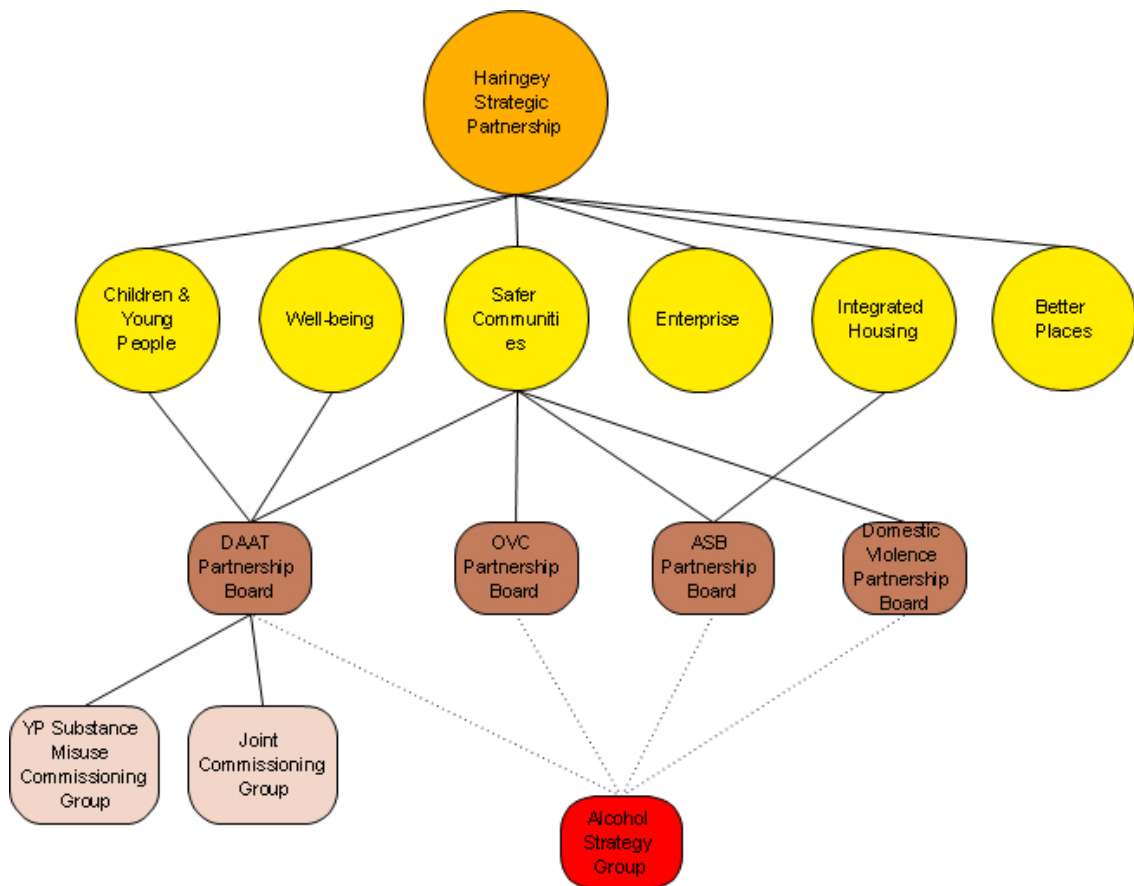 Haringey
Strategic
Partnership
Children &
Young
People
Well-being
Safer
Communiti
es
Enterprise
Integrated
Housing
Better
Places
DAAT
Partnership
Board
OVC
Partnership
Board
ASB
Partnership
Board
Domestic
Violence
Partnership
Board
YP Substance
Misuse
Commissioning
Group
Joint
Commissioning
Group
Alcohol
Strategy
Group